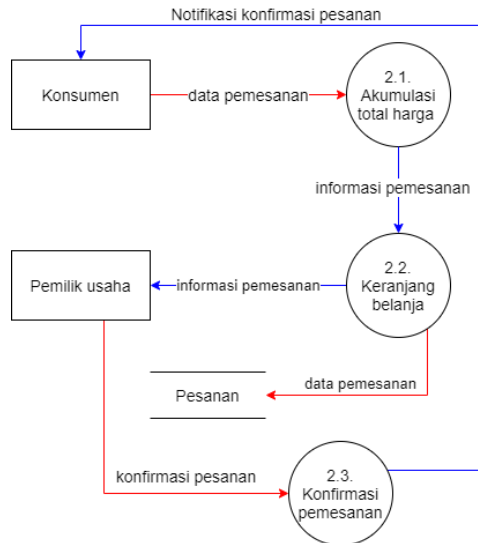 Notifikasi konfirmasi pesanan
Konsumen
data pemesanan
2.1.
Akumulasi
total harga
informasi pemesanan
Pemilik usaha
informasi pemesanan
2.2.
Keranjang
belanja
Pesanan
data pemesanan
konfirmasi pesanan
2.3.
Konfirmasi
pemesanan